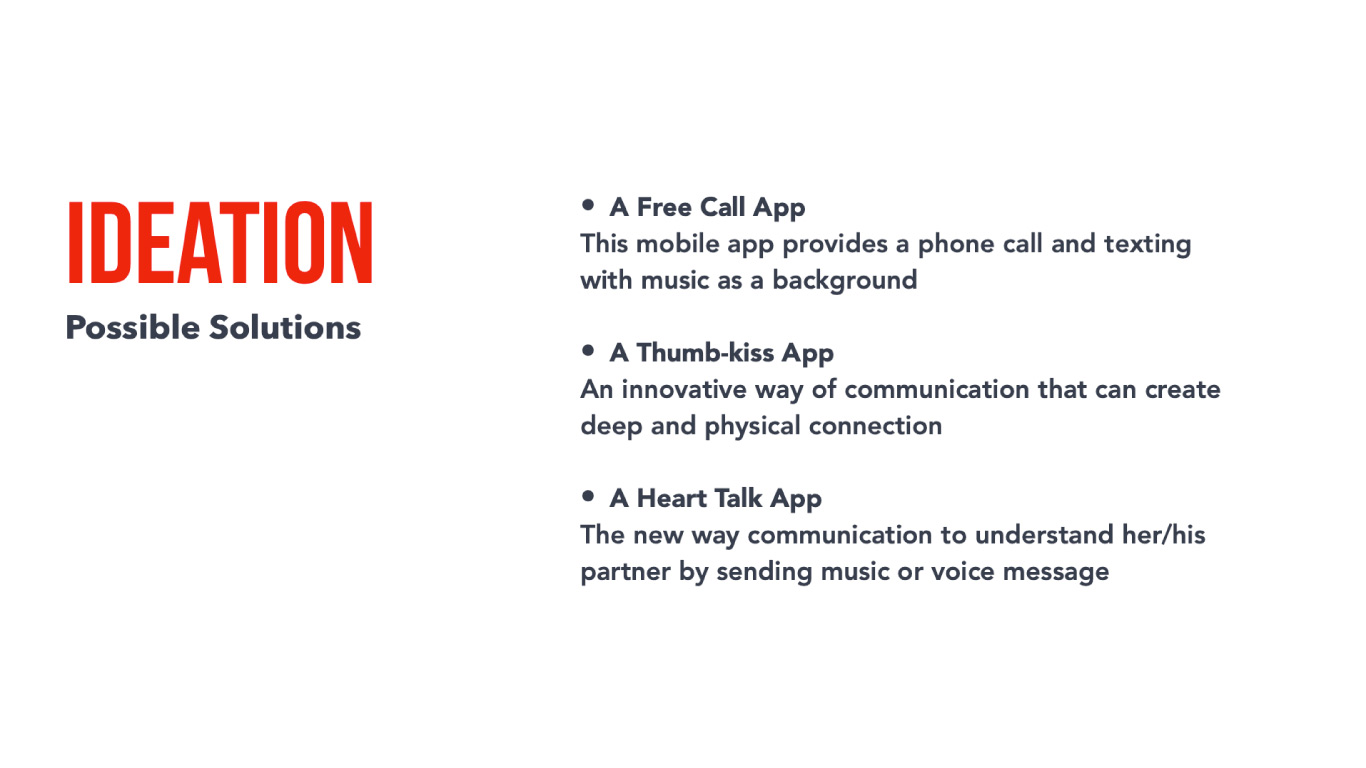 IDEATION
Possible Solutions
• A Free Call App
This mobile app provides a phone call and texting
with music as a background
• A Thumb-kiss App
An innovative way of communication that can create
deep and physical connection
• A Heart Talk App
The new way communication to understand her/his
partner by sending music or voice message